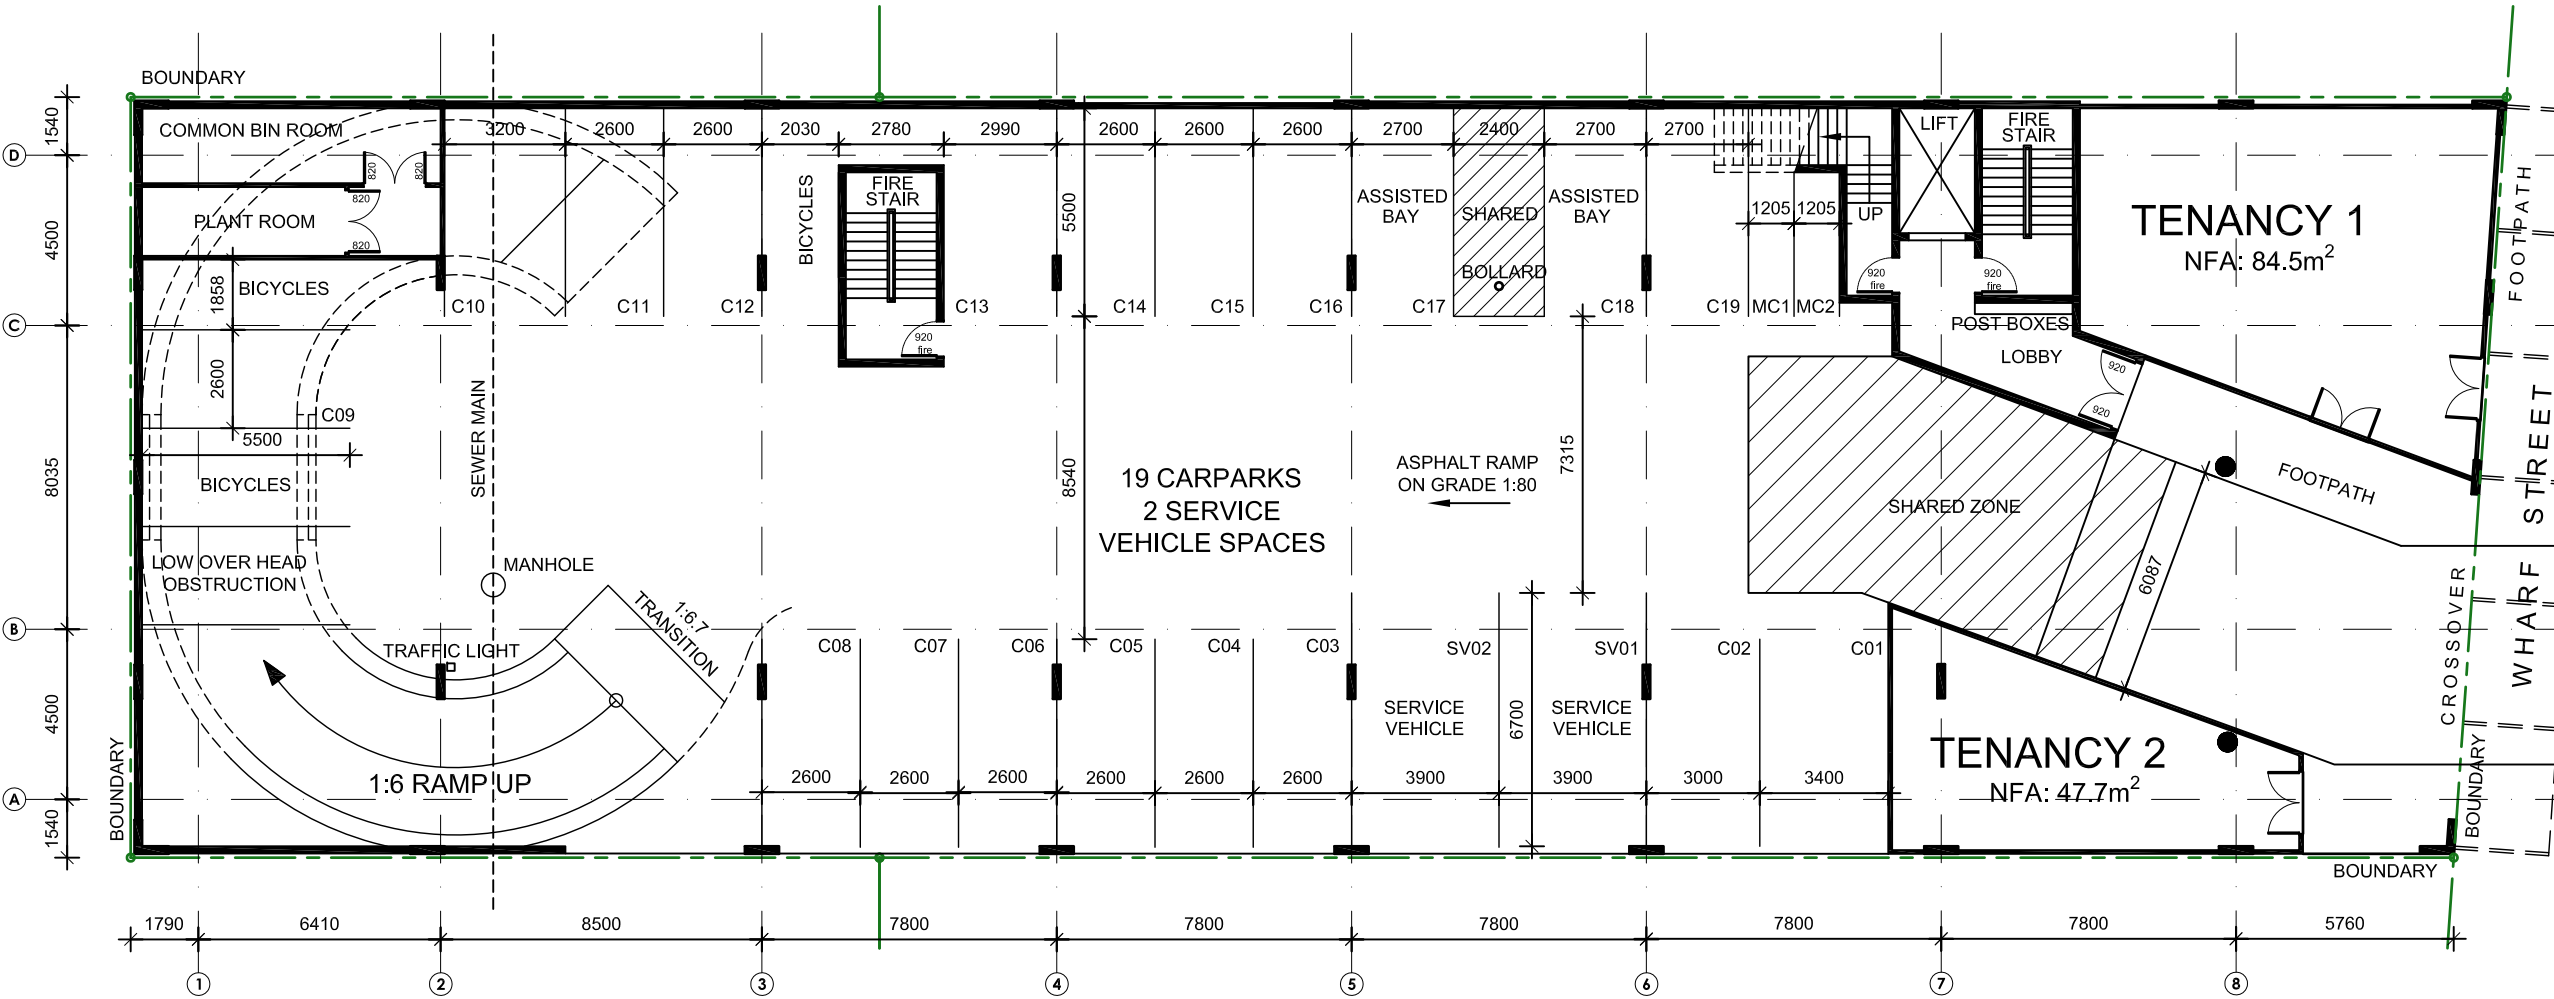 BOUNDARY
1540
4500
8035
4500
1540
D
C
B
A
COMMON BIN ROOM
820
820
820
PLANT ROOM
820
BICYCLES
1858
2600
5500
C09
BICYCLES
LOW OVER HEAD
OBSTRUCTION
SEWER MAIN
MANHOLE
TRAFFIC LIGHT
1:6.7
TRANSITION
1:6 RAMP UP
BOUNDARY
3200
2600
2600
2030
2780
2990
2600
2600
2600
2700
2400
2700
2700
BICYCLES
FIRE
STAIR
920
fire
5500
ASSISTED
BAY
SHARED
BOLLARD
ASSISTED
BAY
1205
1205
UP
LIFT
FIRE
STAIR
920
fire
920
fire
C10
C11
C12
C13
C14
C15
C16
C17
C18
C19
MC1
MC2
POST BOXES
LOBBY
920
920
TENANCY 1
NFA: 84.5m²
FOOTPATH
FOOTPATH
WHARF STREET
CROSSOVER
8540
19 CARPARKS
2 SERVICE
VEHICLE SPACES
ASPHALT RAMP
ON GRADE 1:80
7315
SHARED ZONE
6087
C08
C07
C06
C05
C04
C03
SV02
SV01
C02
C01
SERVICE
VEHICLE
SERVICE
VEHICLE
6700
2600
2600
2600
2600
2600
2600
3900
3900
3000
3400
TENANCY 2
NFA: 47.7m²
BOUNDARY
BOUNDARY
1790
6410
8500
7800
7800
7800
7800
7800
5760
1
2
3
4
5
6
7
8